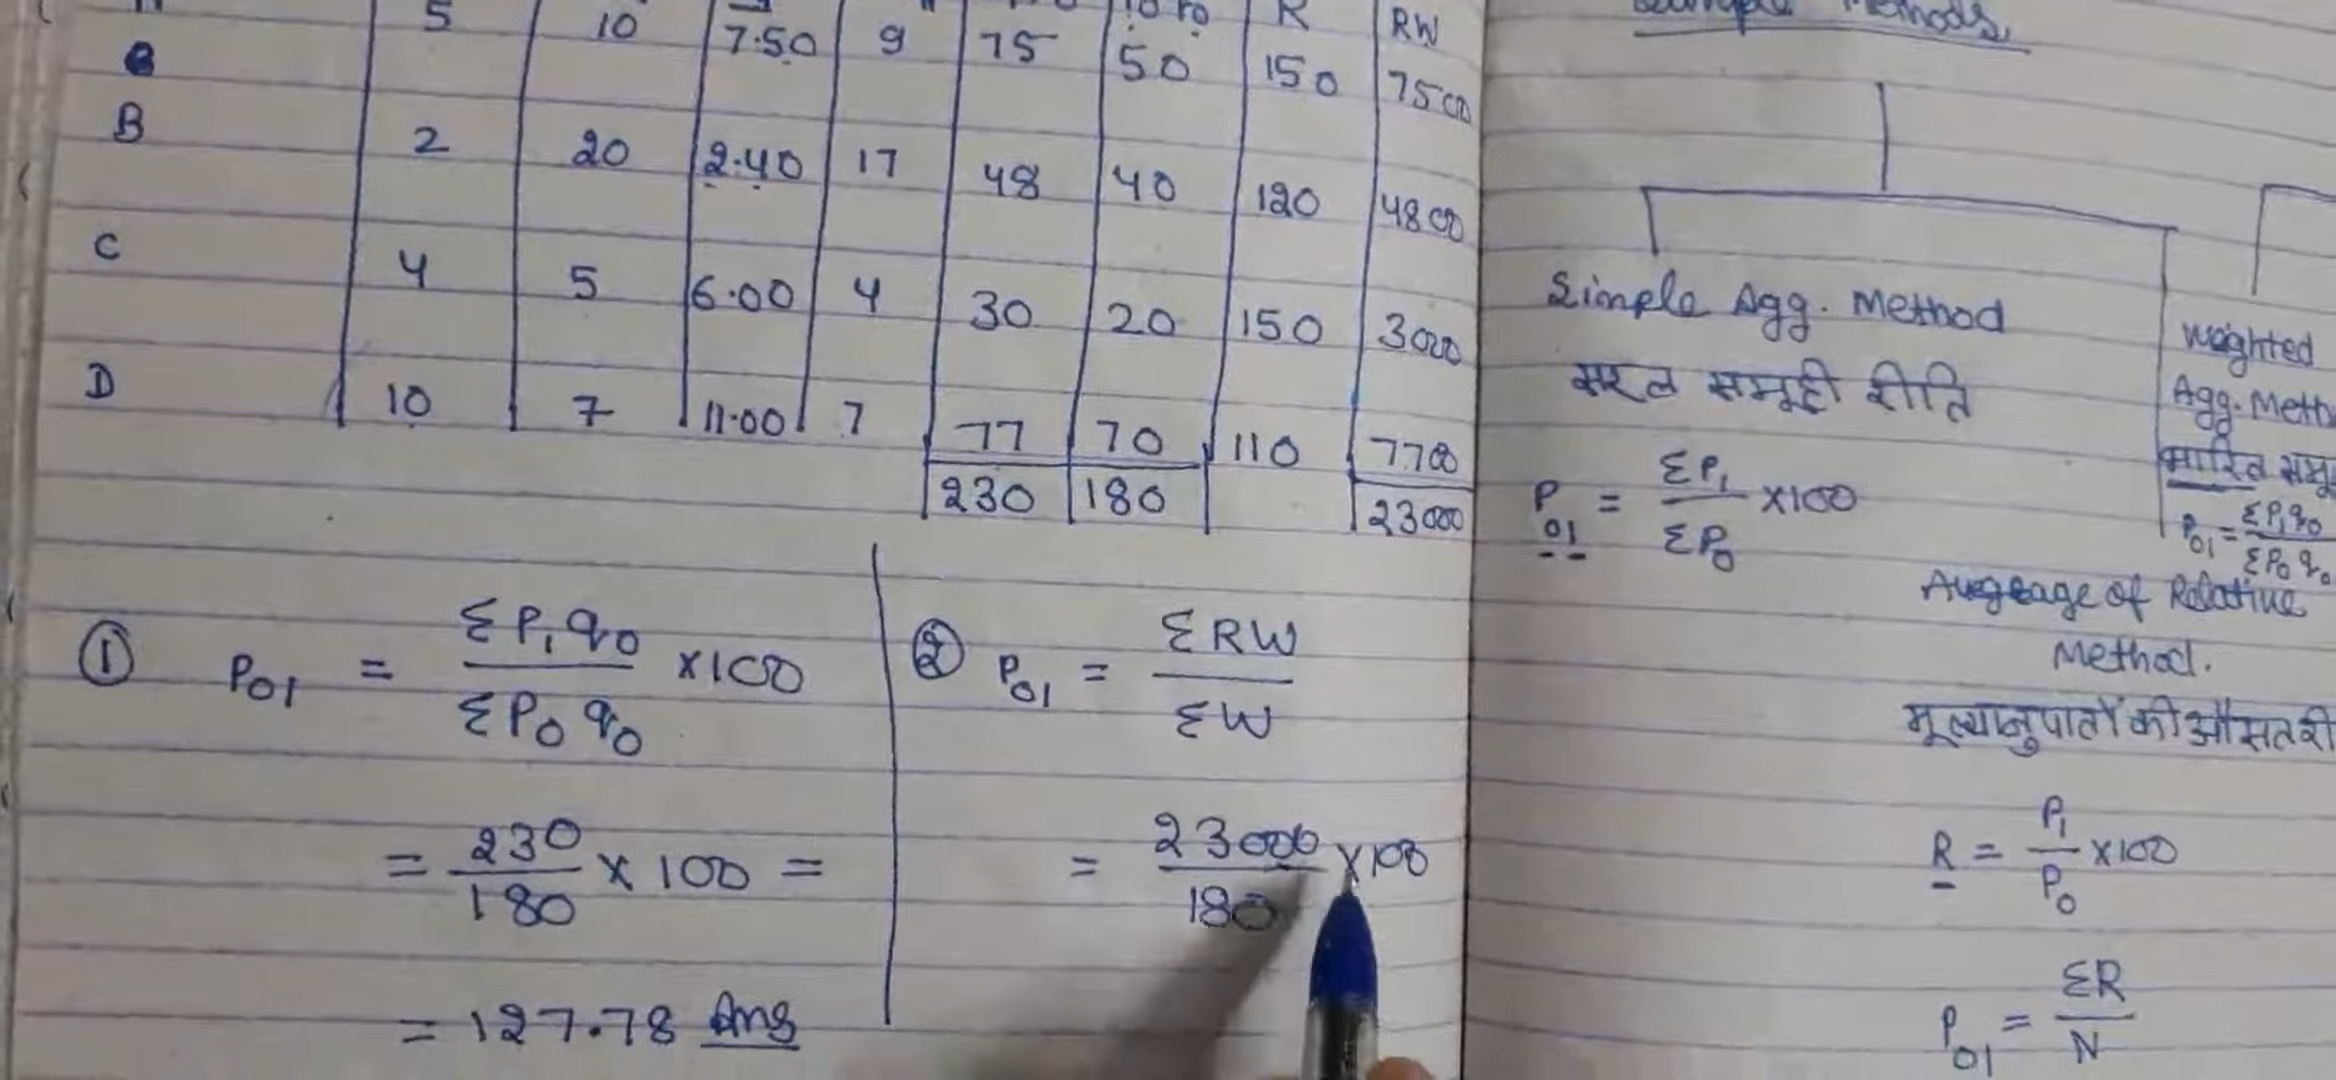 R RW
5 10 7.50 9 75 50 150 7500
B 2 20 2.40 17 48 40 120 4800
C 4 5 6.00 4 30 20 150 3000
D 10 7 11.00 7 77 70 110 7700
230 180 23000
① P01 = ΣP1q0 / ΣP0q0 ×100
= 230 / 180 × 100 =
= 127.78 Ans
② P01 = ΣRW / ΣW
= 23000 / 180 ×100
Methods
Simple Agg. Method
सरल समूही रीति
P01 = ΣP1 / ΣP0 ×100
Weighted
Agg.
P01 = ΣP1q0 / ΣP0q0
of Relative
Method.
मूल्यानुपातों की औसत
R = P1 / P0 ×100
P01 = ΣR / N